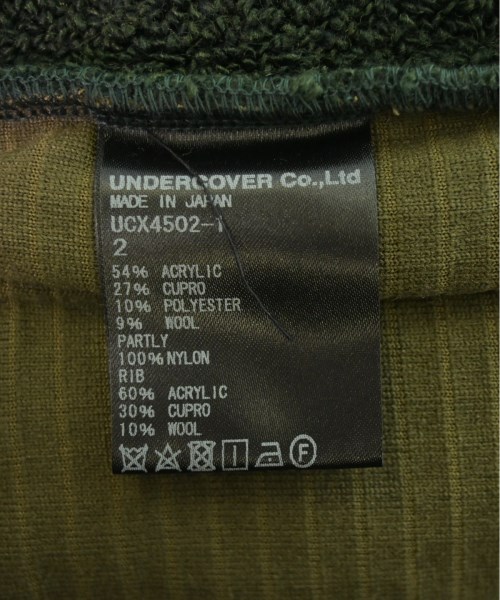 UNDERCOVER Co.,Ltd
MADE IN JAPAN
UCX4502-1
2
54% ACRYLIC
27% CUPRO
10% POLYESTER
9% WOOL
PARTLY
100%NYLON
RIB
60% ACRYLIC
30% CUPRO
10% WOOL
F